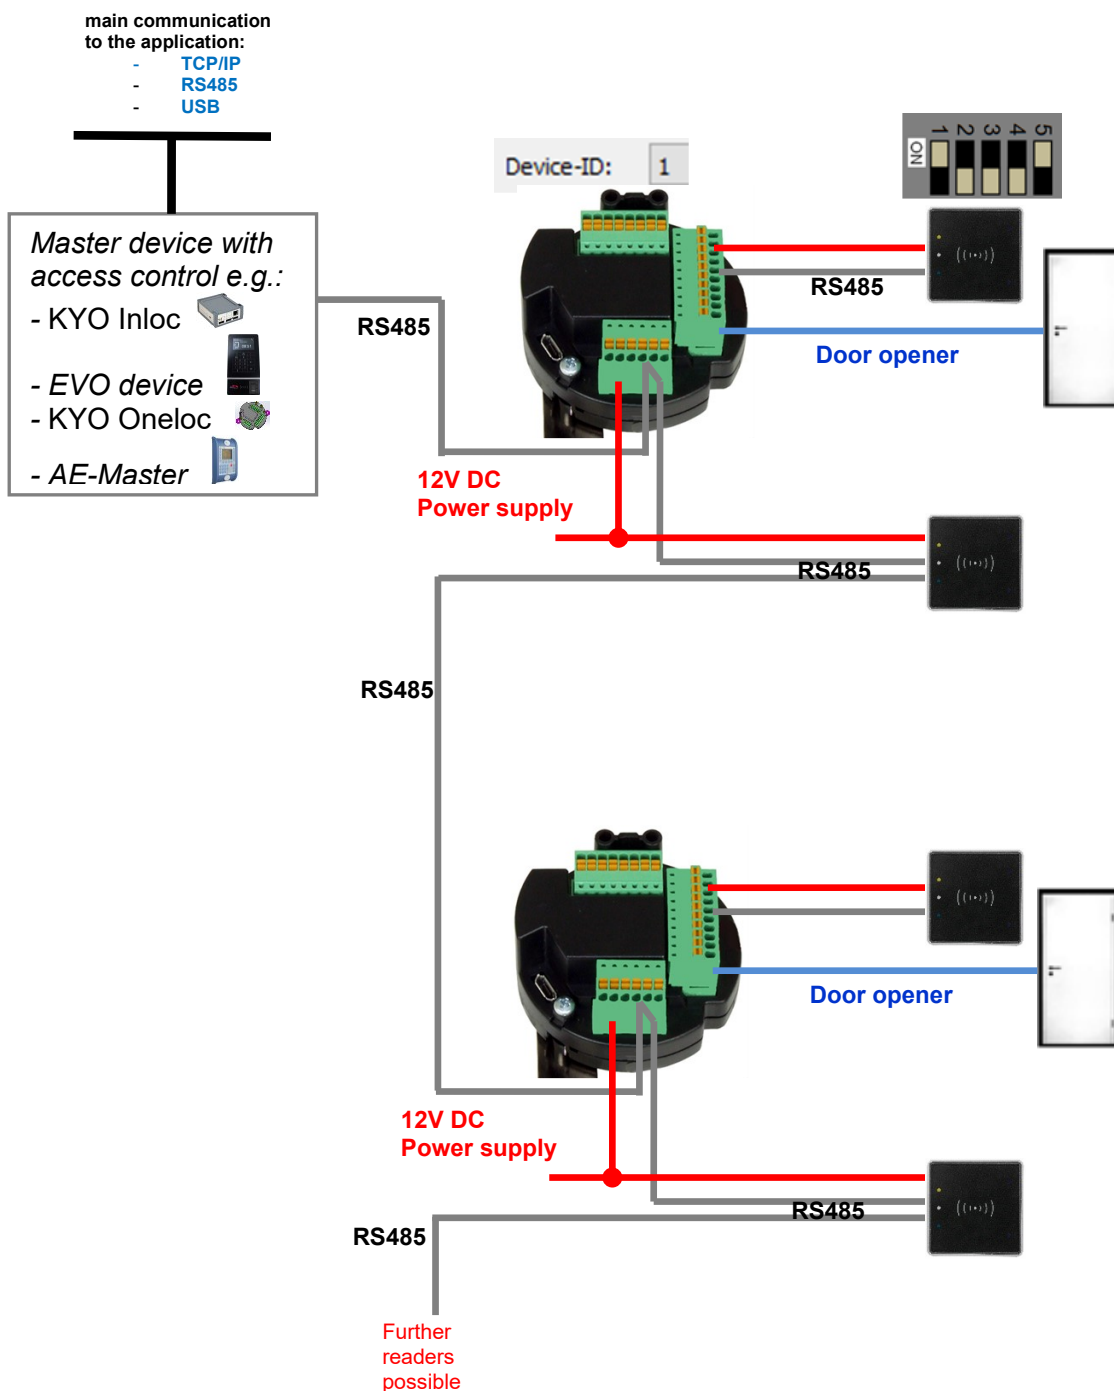 main communication
to the application:
- TCP/IP
- RS485
- USB
Device-ID: 1
ON
1 2 3 4 5
Master device with
access control e.g.:
- KYO Inloc
- EVO device
- KYO Oneloc
- AE-Master
RS485
RS485
Door opener
12V DC
Power supply
RS485
RS485
Door opener
12V DC
Power supply
RS485
RS485
Further
readers
possible